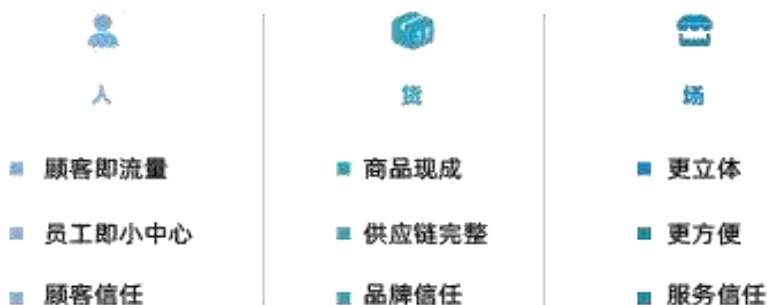 人
顾客即流量
员工即小中心
顾客信任
货
商品现成
供应链完整
品牌信任
场
更立体
更方便
服务信任